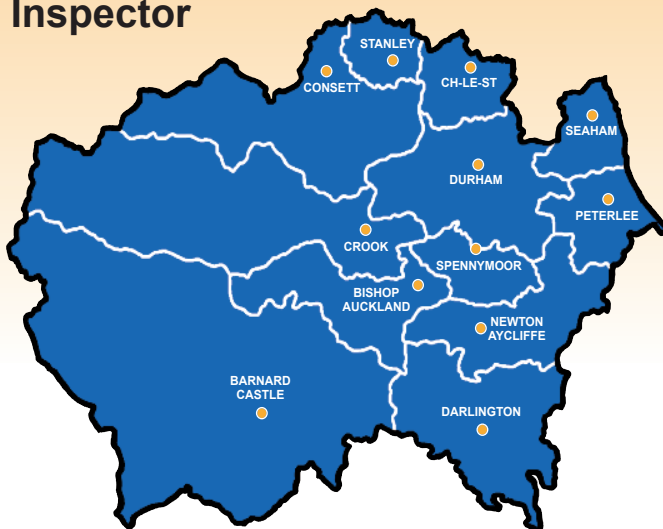 Inspector
STANLEY
CONSETT
CH-LE-ST
SEAHAM
DURHAM
PETERLEE
CROOK
SPENNYMOOR
BISHOP
AUCKLAND
NEWTON
AYCLIFFE
BARNARD
CASTLE
DARLINGTON